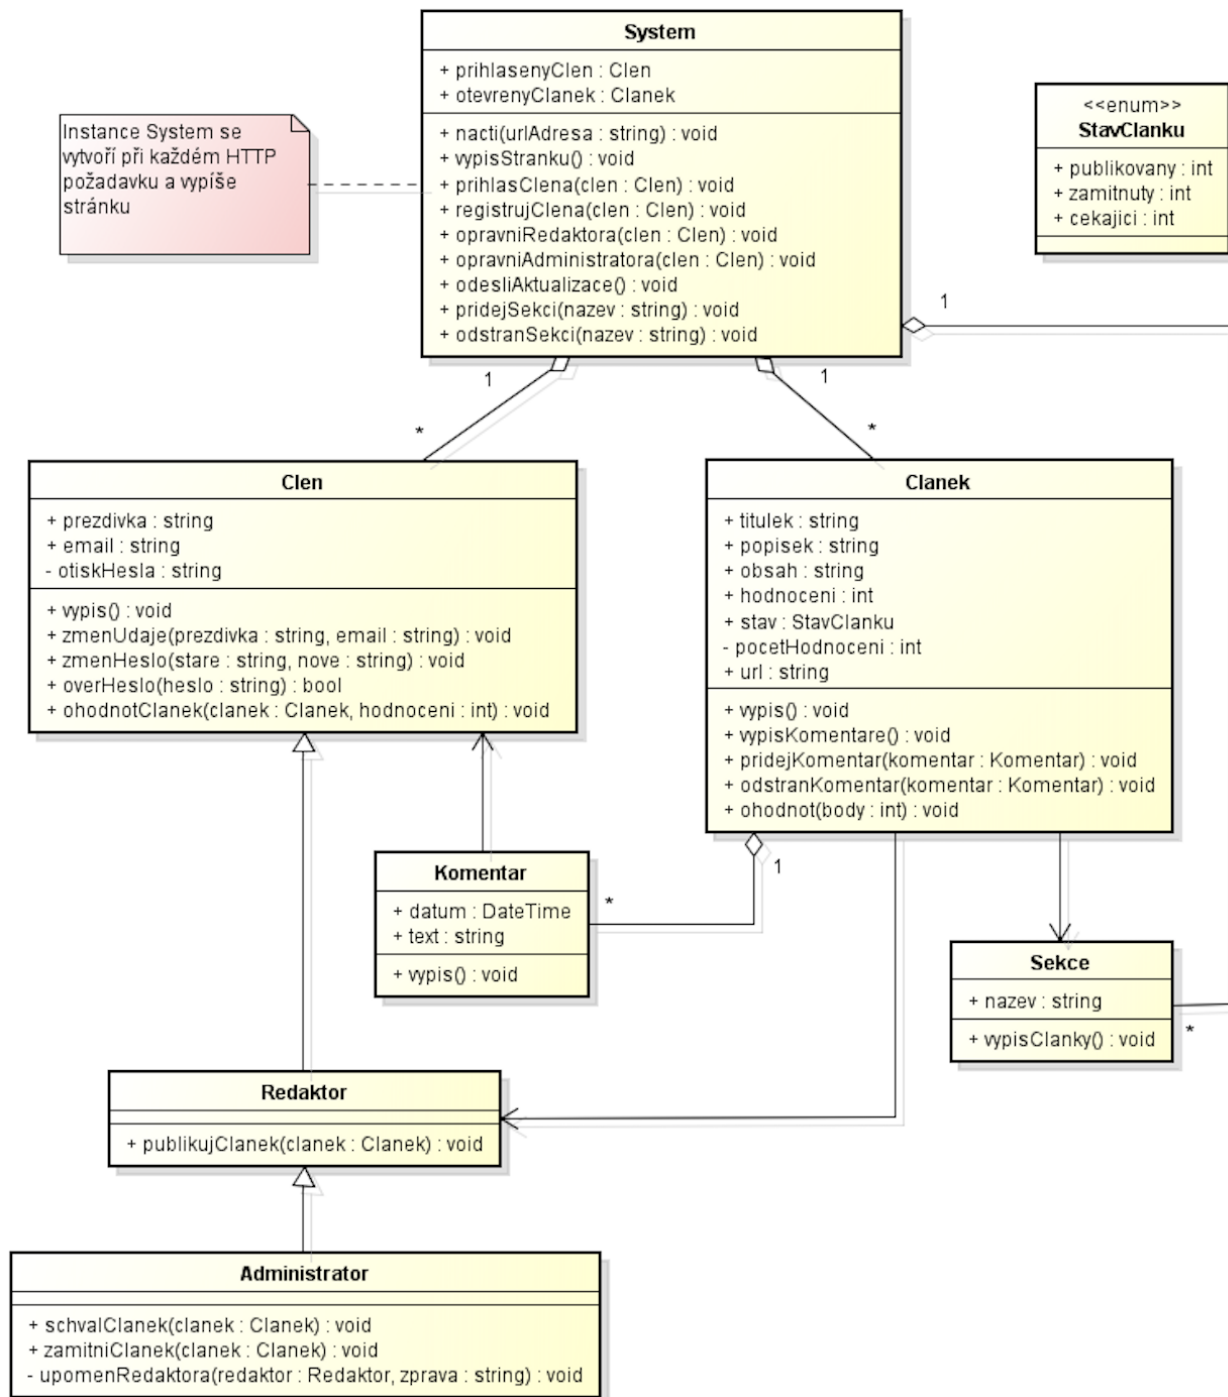 System
+ prihlasenyClen : Clen
+ otevrenyClanek : Clanek
+ nacti(urlAdresa : string) : void
+ vypisStranku() : void
+ prihlasClena(clen : Clen) : void
+ registrujClena(clen : Clen) : void
+ opravniRedaktora(clen : Clen) : void
+ opravniAdministratora(clen : Clen) : void
+ odesliAktualizace() : void
+ pridejSekci(nazev : string) : void
+ odstranSekci(nazev : string) : void
Instance System se
vytvoří při každém HTTP
požadavku a vypíše
stránku
<<enum>>
StavClanku
+ publikovany : int
+ zamitnuty : int
+ cekajici : int
1
1
1
*
*
Clen
+ prezdivka : string
+ email : string
- otiskHesla : string
+ vypis() : void
+ zmenUdaje(prezdivka : string, email : string) : void
+ zmenHeslo(stare : string, nove : string) : void
+ overHeslo(heslo : string) : bool
+ ohodnotClanek(clanek : Clanek, hodnoceni : int) : void
Clanek
+ titulek : string
+ popisek : string
+ obsah : string
+ hodnoceni : int
+ stav : StavClanku
- pocetHodnoceni : int
+ url : string
+ vypis() : void
+ vypisKomentare() : void
+ pridejKomentar(komentar : Komentar) : void
+ odstranKomentar(komentar : Komentar) : void
+ ohodnot(body : int) : void
1
*
Komentar
+ datum : DateTime
+ text : string
+ vypis() : void
Sekce
+ nazev : string
+ vypisClanky() : void
*
Redaktor
+ publikujClanek(clanek : Clanek) : void
Administrator
+ schvalClanek(clanek : Clanek) : void
+ zamitniClanek(clanek : Clanek) : void
- upomenRedaktora(redaktor : Redaktor, zprava : string) : void